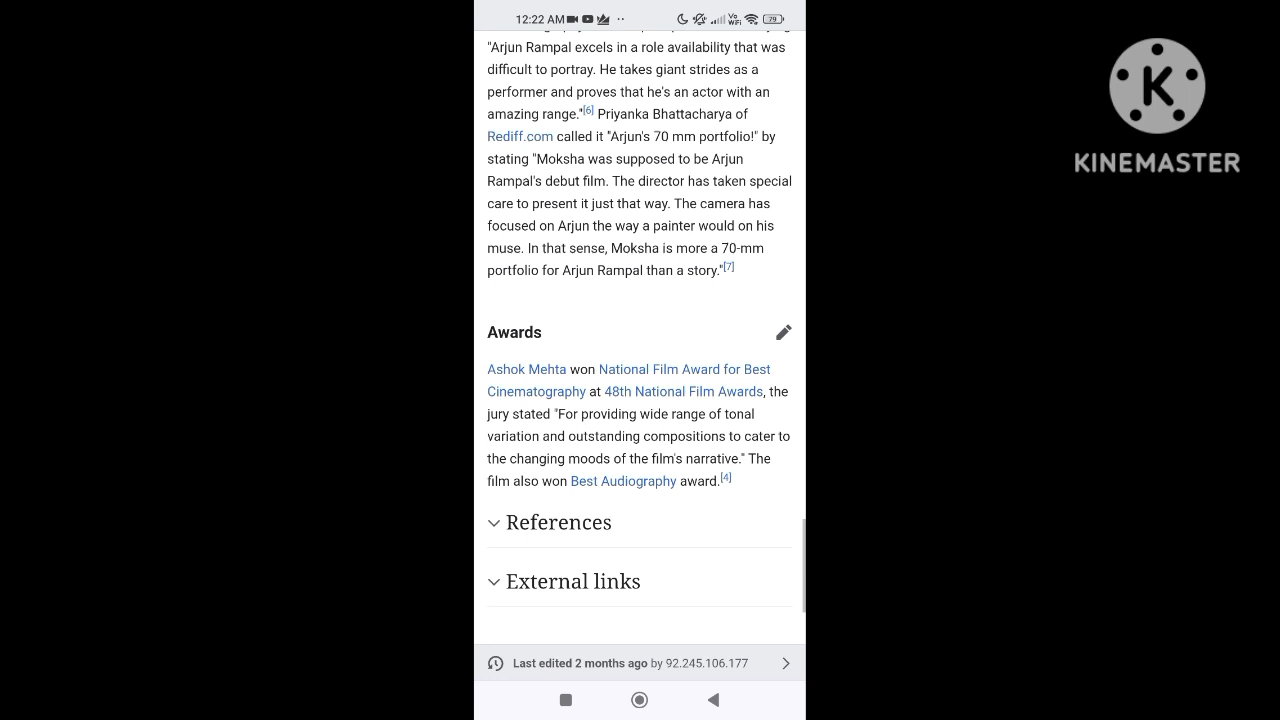 12:22 AM
Vo
WiFi
79
"Arjun Rampal excels in a role availability that was
difficult to portray. He takes giant strides as a
performer and proves that he's an actor with an
amazing range."[6] Priyanka Bhattacharya of
Rediff.com called it "Arjun's 70 mm portfolio!" by
stating "Moksha was supposed to be Arjun
Rampal's debut film. The director has taken special
care to present it just that way. The camera has
focused on Arjun the way a painter would on his
muse. In that sense, Moksha is more a 70-mm
portfolio for Arjun Rampal than a story."[7]
Awards
Ashok Mehta won National Film Award for Best
Cinematography at 48th National Film Awards, the
jury stated "For providing wide range of tonal
variation and outstanding compositions to cater to
the changing moods of the film's narrative." The
film also won Best Audiography award.[4]
References
External links
Last edited 2 months ago by 92.245.106.177
K
KINEMASTER